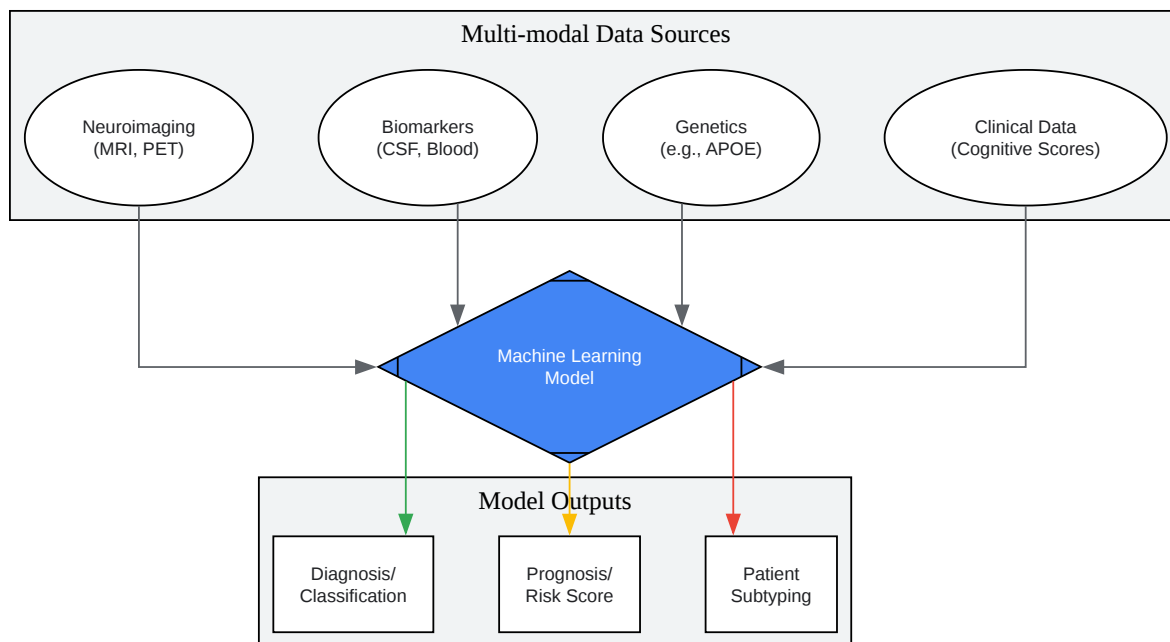 Multi-modal Data Sources
Neuroimaging
(MRI, PET)
Biomarkers
(CSF, Blood)
Genetics
(e.g., APOE)
Clinical Data
(Cognitive Scores)
Machine Learning
Model
Model Outputs
Diagnosis/
Classification
Prognosis/
Risk Score
Patient
Subtyping